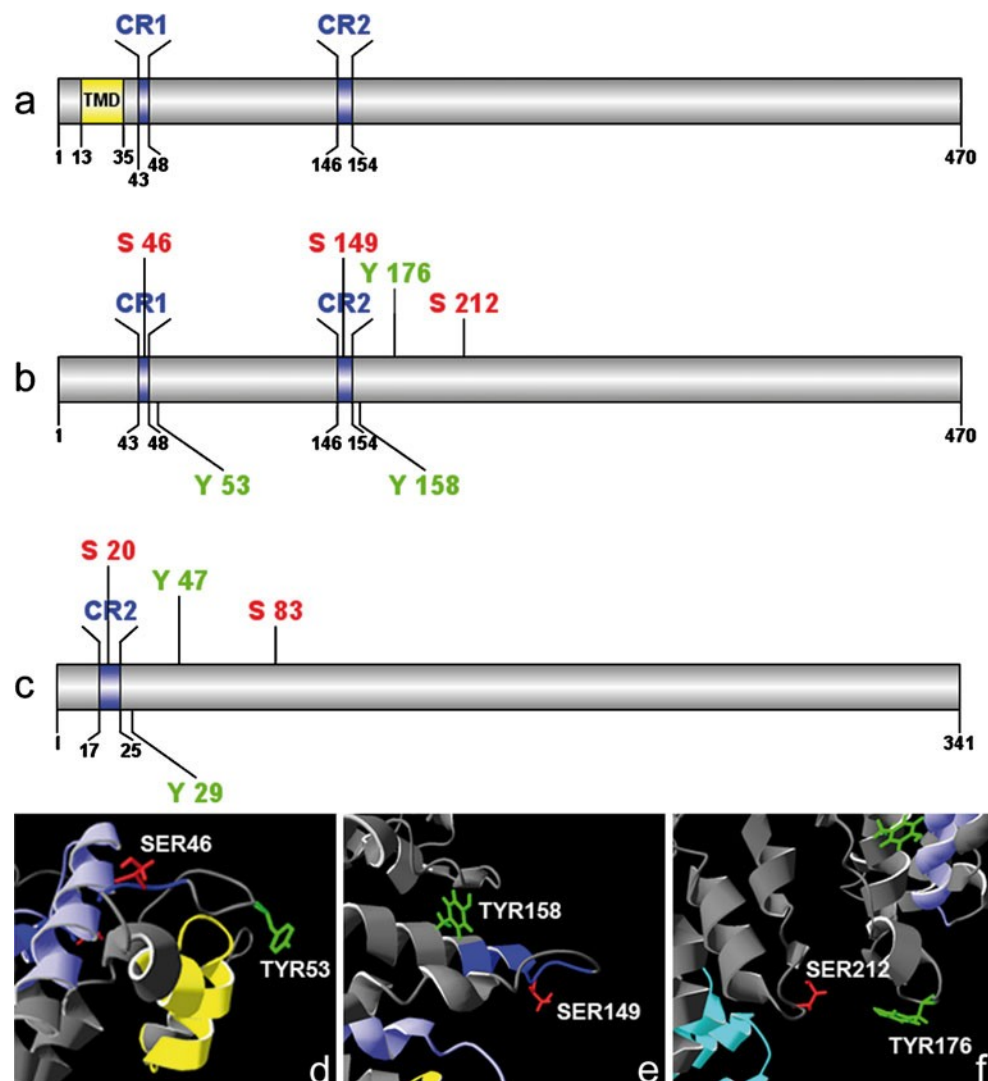 CR1 CR2
a
TMD
1 13 35 48 146 154 470
43
S 46 S 149
Y 176
CR1 CR2 S 212
b
1 43 48 146 154 470
Y 53 Y 158
S 20
Y 47
CR2 S 83
c
1 17 25 341
Y 29
SER46
TYR53
d
TYR158
SER149
e
SER212
TYR176
f